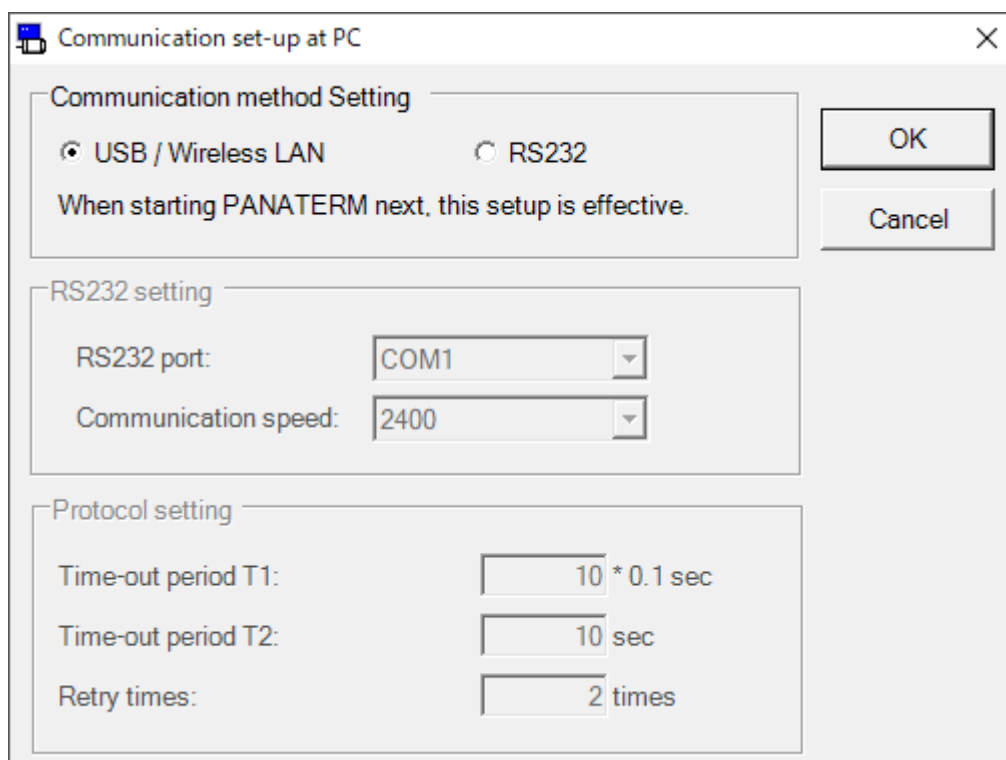 Communication set-up at PC
Communication method Setting
USB / Wireless LAN RS232
When starting PANATERM next, this setup is effective.
OK
Cancel
RS232 setting
RS232 port: COM1
Communication speed: 2400
Protocol setting
Time-out period T1: 10 * 0.1 sec
Time-out period T2: 10 sec
Retry times: 2 times